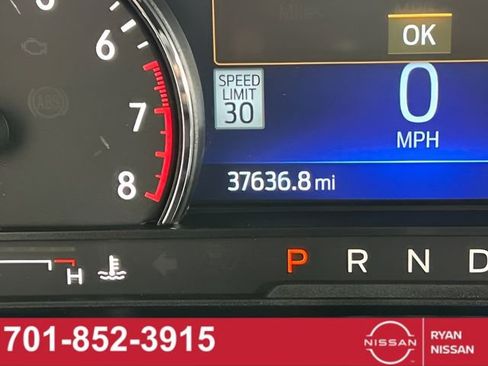 OK
SPEED
LIMIT
30
0
MPH
6
7
8
37636.8 mi
H
P R N D
701-852-3915
NISSAN
RYAN
NISSAN